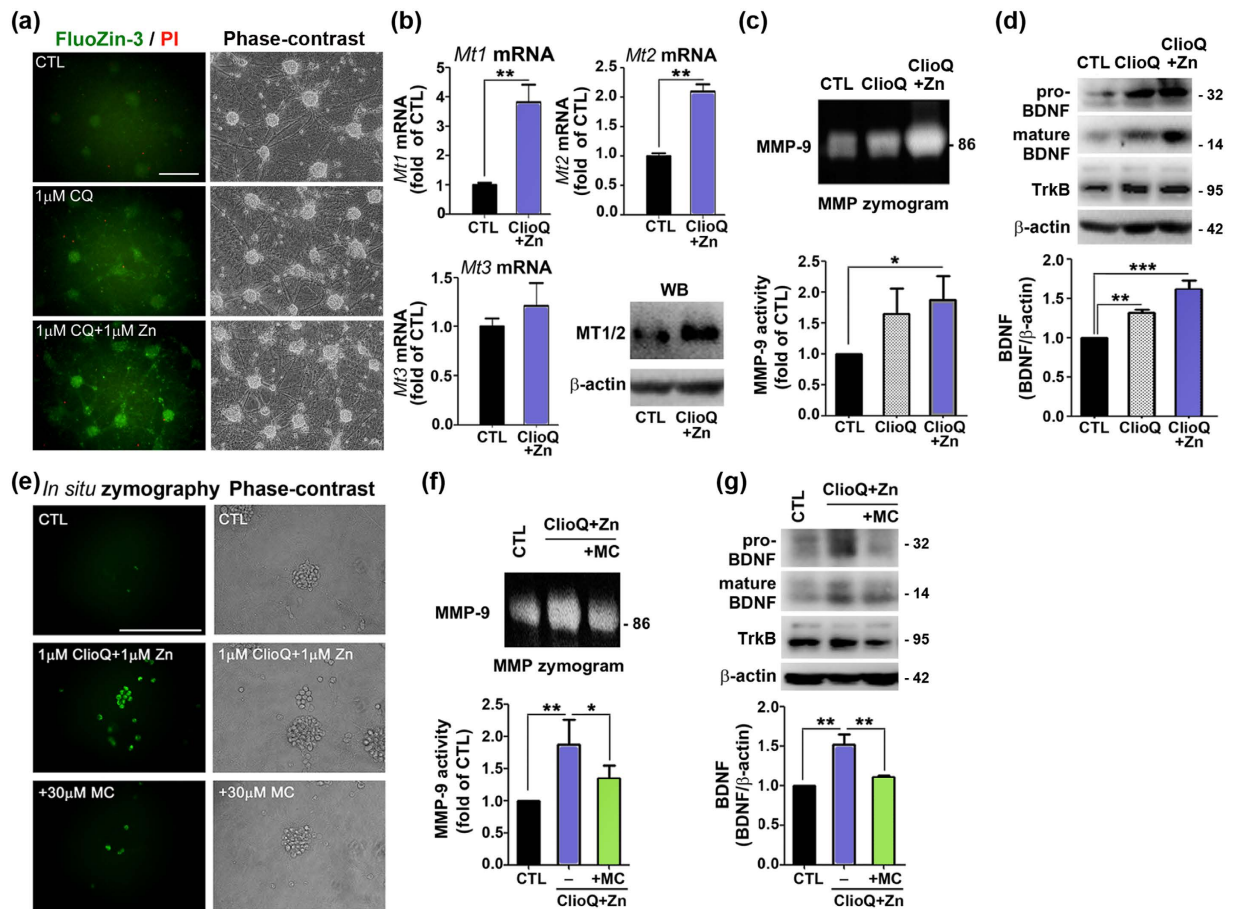 (a)
FluoZin-3 / PI
Phase-contrast
CTL
1μM CQ
1μM CQ+1μM Zn
(b)
Mt1 mRNA
Mt1 mRNA
(fold of CTL)
5
4
3
2
1
0
**
CTL
ClioQ
+Zn
Mt2 mRNA
Mt2 mRNA
(fold of CTL)
2.5
2.0
1.5
1.0
0.5
0.0
**
CTL
ClioQ
+Zn
Mt3 mRNA
Mt3 mRNA
(fold of CTL)
1.5
1.0
0.5
0.0
CTL
ClioQ
+Zn
WB
MT1/2
β-actin
CTL
ClioQ
+Zn
(c)
CTL ClioQ ClioQ
+Zn
MMP-9
- 86
MMP zymogram
MMP-9 activity
(fold of CTL)
2.5
2.0
1.5
1.0
0.5
0.0
*
CTL
ClioQ
ClioQ
+Zn
(d)
CTL ClioQ ClioQ
+Zn
pro-
BDNF
- 32
mature
BDNF
- 14
TrkB
- 95
β-actin
- 42
BDNF
(BDNF/β-actin)
2.0
1.5
1.0
0.5
0.0
***
**
CTL
ClioQ
ClioQ
+Zn
(e)
In situ zymography Phase-contrast
CTL
CTL
1μM ClioQ+1μM Zn
1μM ClioQ+1μM Zn
+30μM MC
+30μM MC
(f)
CTL
ClioQ+Zn
+MC
MMP-9
- 86
MMP zymogram
MMP-9 activity
(fold of CTL)
2.5
2.0
1.5
1.0
0.5
0.0
**
*
CTL
–
+MC
ClioQ+Zn
(g)
CTL
ClioQ+Zn
+MC
pro-
BDNF
- 32
mature
BDNF
- 14
TrkB
- 95
β-actin
- 42
BDNF
(BDNF/β-actin)
2.0
1.5
1.0
0.5
0.0
**
**
CTL
–
+MC
ClioQ+Zn